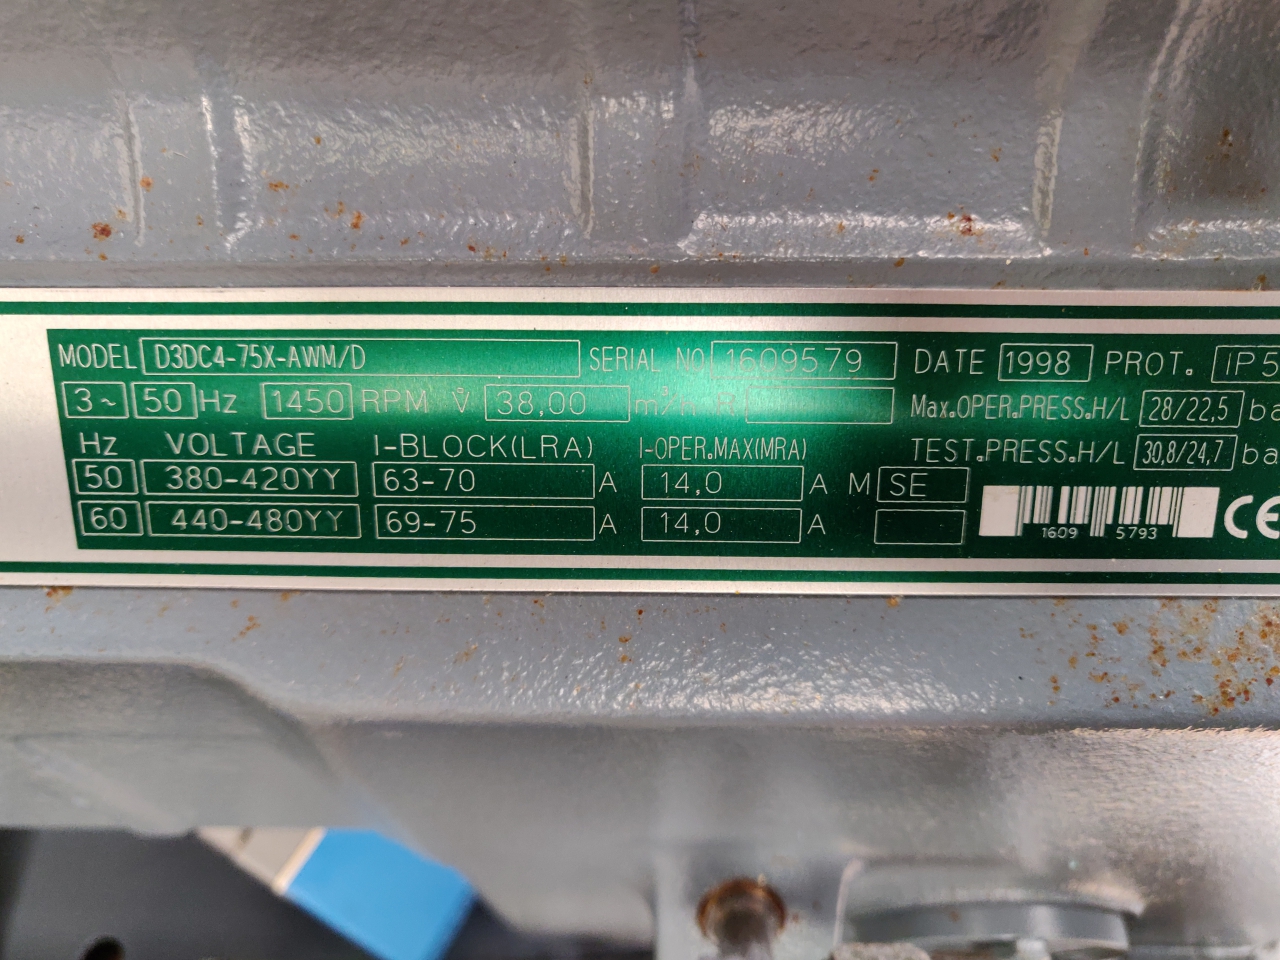 MODEL D3DC4-75X-AWM/D SERIAL NO 1609579 DATE 1998 PROT. IP5
3~ 50 Hz 1450 RPM V̇ 38,00 m³/h R Max.OPER.PRESS.H/L 28/22,5 ba
Hz VOLTAGE I-BLOCK(LRA) I-OPER.MAX(MRA) TEST.PRESS.H/L 30,8/24,7 ba
50 380-420YY 63-70 A 14,0 A M SE
60 440-480YY 69-75 A 14,0 A
1609 5793 CE